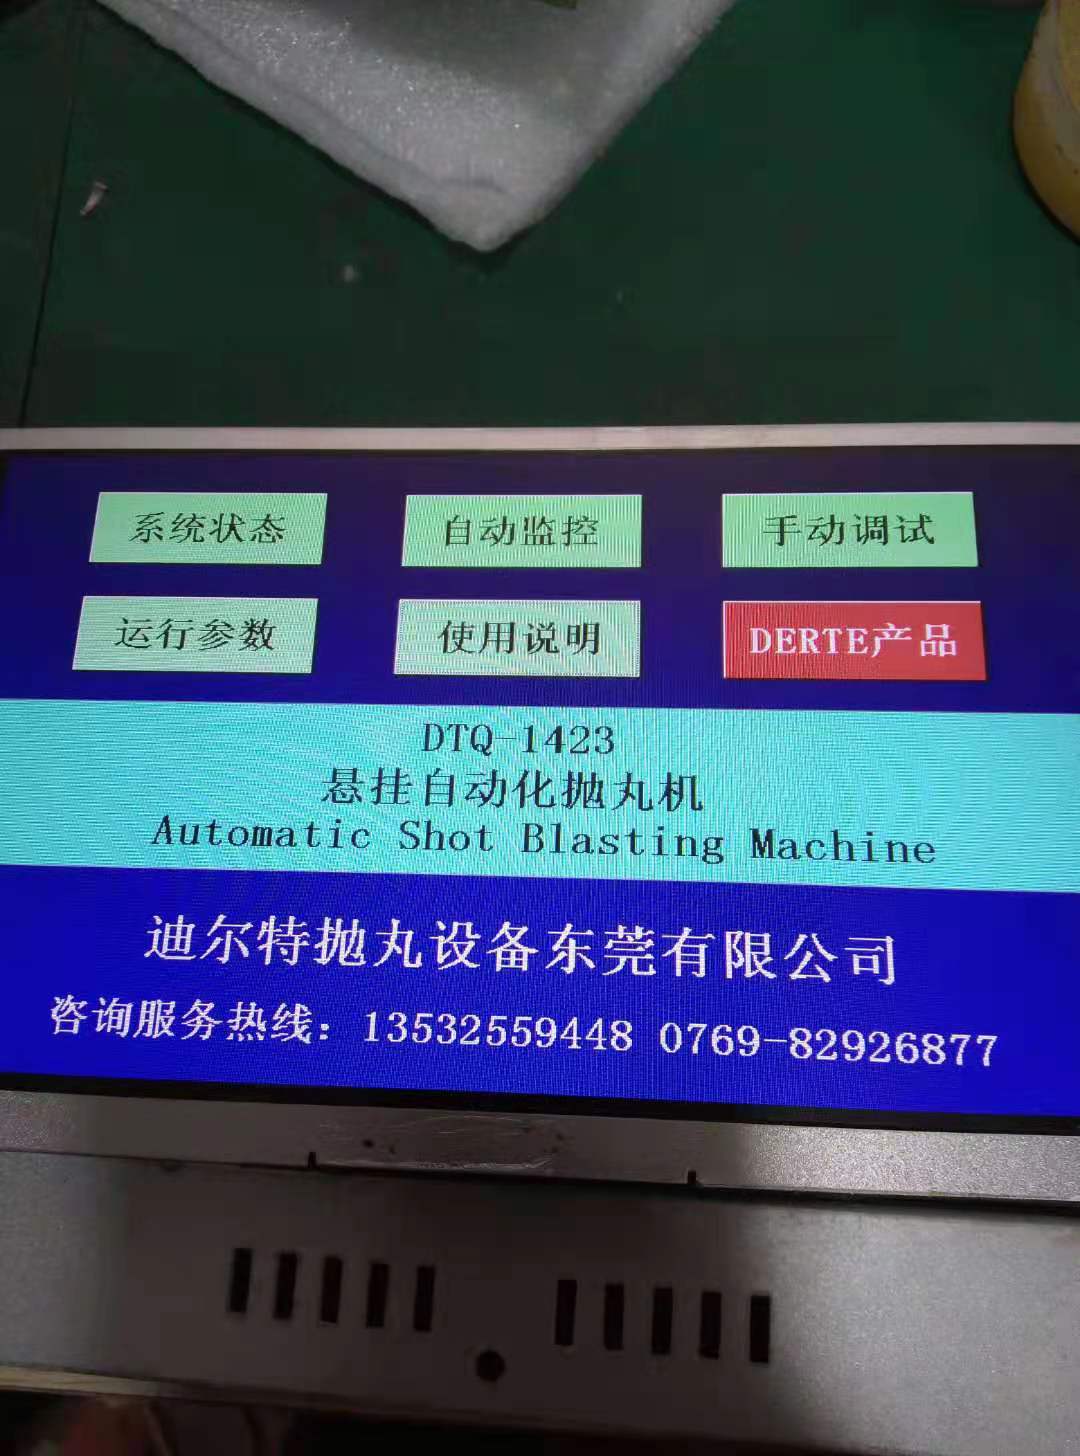 系统状态 自动监控 手动调试
运行参数 使用说明 DERTE产品
DTQ-1423
悬挂自动化抛丸机
Automatic Shot Blasting Machine
迪尔特抛丸设备东莞有限公司
咨询服务热线：13532559448 0769-82926877